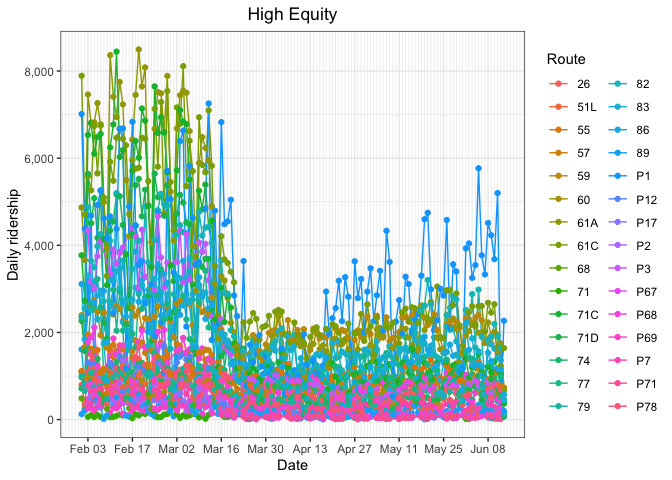 High Equity
Daily ridership
8,000
6,000
4,000
2,000
0
Feb 03 Feb 17 Mar 02 Mar 16 Mar 30 Apr 13 Apr 27 May 11 May 25 Jun 08
Date
Route
26 82
51L 83
55 86
57 89
59 P1
60 P12
61A P17
61C P2
68 P3
71 P67
71C P68
71D P69
74 P7
77 P71
79 P78